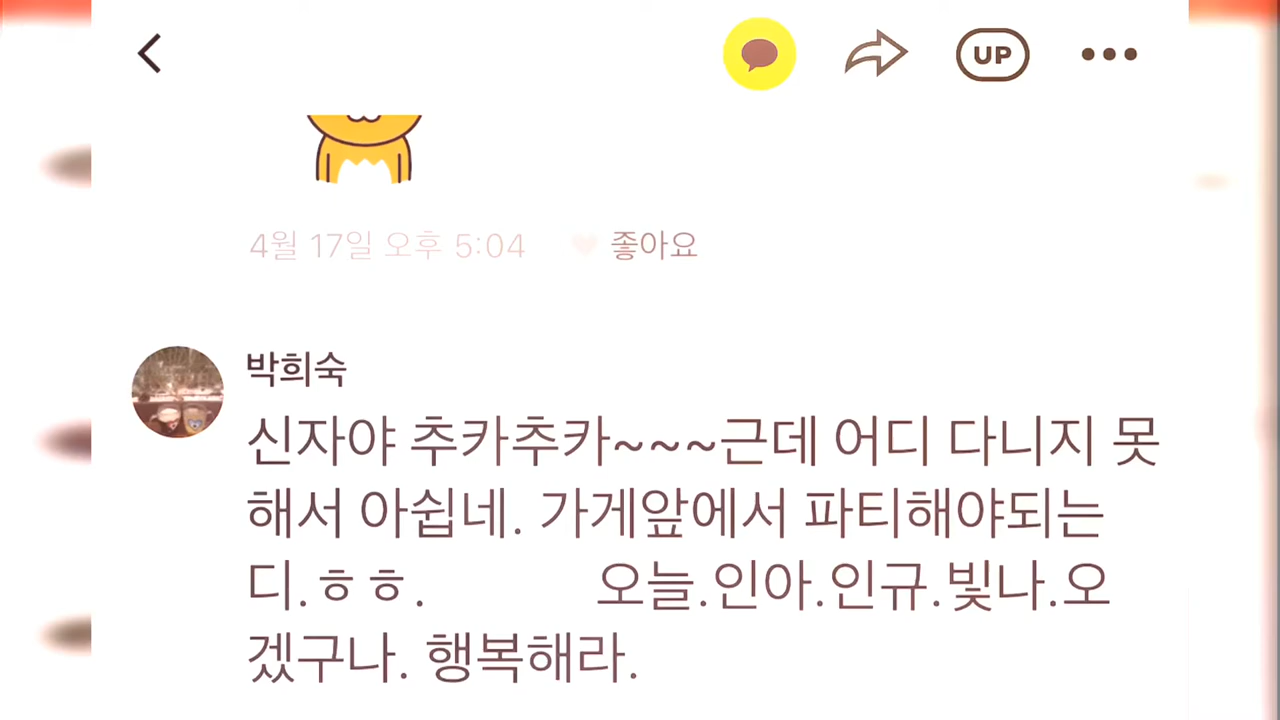 UP
4월 17일 오후 5:04 좋아요
박희숙
신자야 추카추카~~~근데 어디 다니지 못
해서 아쉽네. 가게앞에서 파티해야되는
디.ㅎㅎ. 오늘.인아.인규.빛나.오
겠구나. 행복해라.